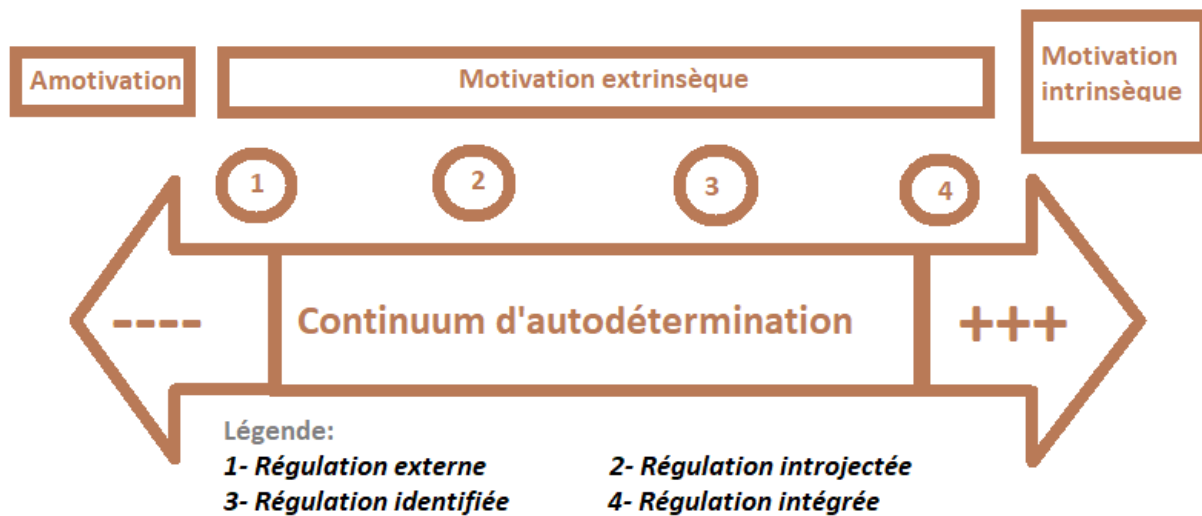 Amotivation
Motivation extrinsèque
Motivation
intrinsèque
1
2
3
4
----
Continuum d'autodétermination
+++
Légende:
1- Régulation externe
2- Régulation introjectée
3- Régulation identifiée
4- Régulation intégrée